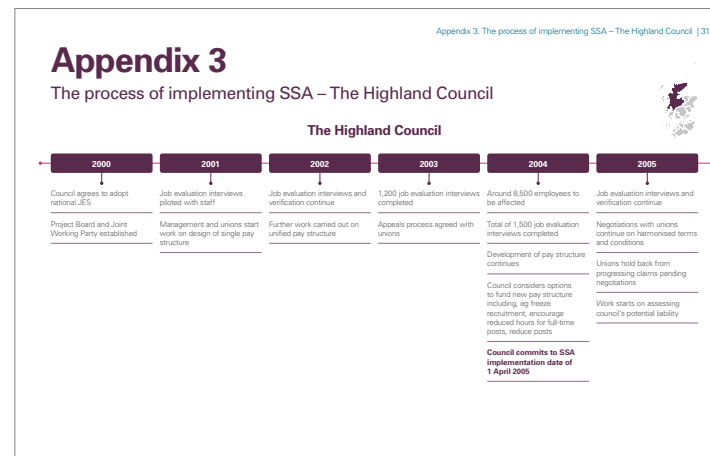 Appendix 3. The process of implementing SSA – The Highland Council | 31
Appendix 3
The process of implementing SSA – The Highland Council
The Highland Council
2000
Council agrees to adopt
national JES
Project Board and Joint
Working Party established
2001
Job evaluation interviews
piloted with staff
Management and unions start
work on design of single pay
structure
2002
Job evaluation interviews and
verification continue
Further work carried out on
unified pay structure
2003
1,200 job evaluation interviews
completed
Appeals process agreed with
unions
2004
Around 8,500 employees to
be affected
Total of 1,500 job evaluation
interviews completed
Development of pay structure
continues
Council considers options
to fund new pay structure
including, eg freeze
recruitment, encourage
reduced hours for full-time
posts, reduce posts
Council commits to SSA
implementation date of
1 April 2005
2005
Job evaluation interviews and
verification continue
Negotiations with unions
continue on harmonised terms
and conditions
Unions hold back from
progressing claims pending
negotiations
Work starts on assessing
council's potential liability